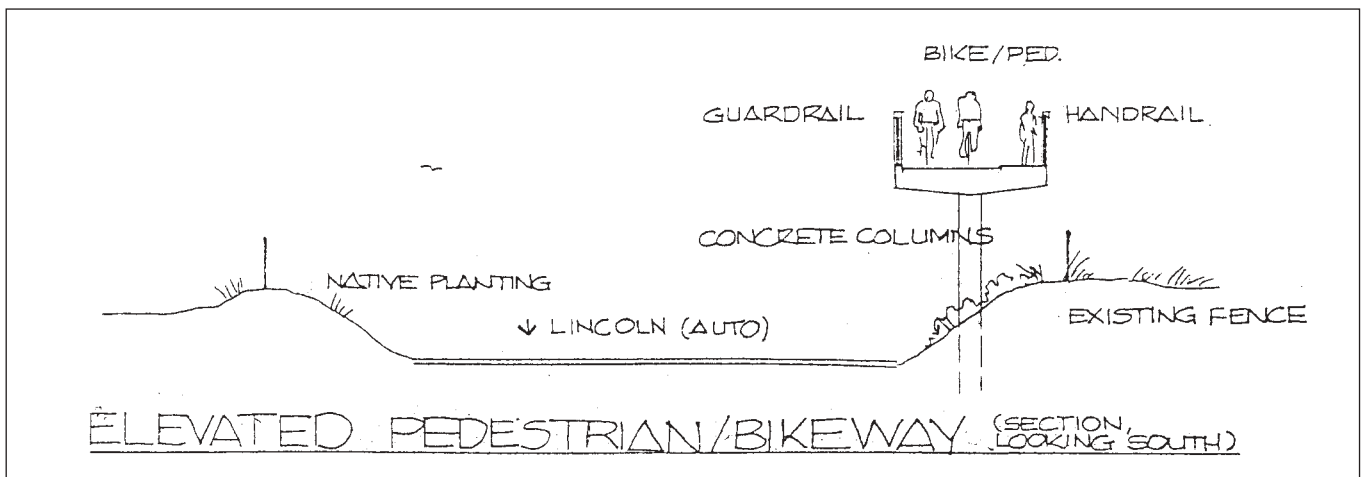 BIKE/PED.
GUARDRAIL
HANDRAIL
CONCRETE COLUMNS
NATIVE PLANTING
↓ LINCOLN (AUTO)
EXISTING FENCE
ELEVATED PEDESTRIAN/BIKEWAY (SECTION, LOOKING SOUTH)